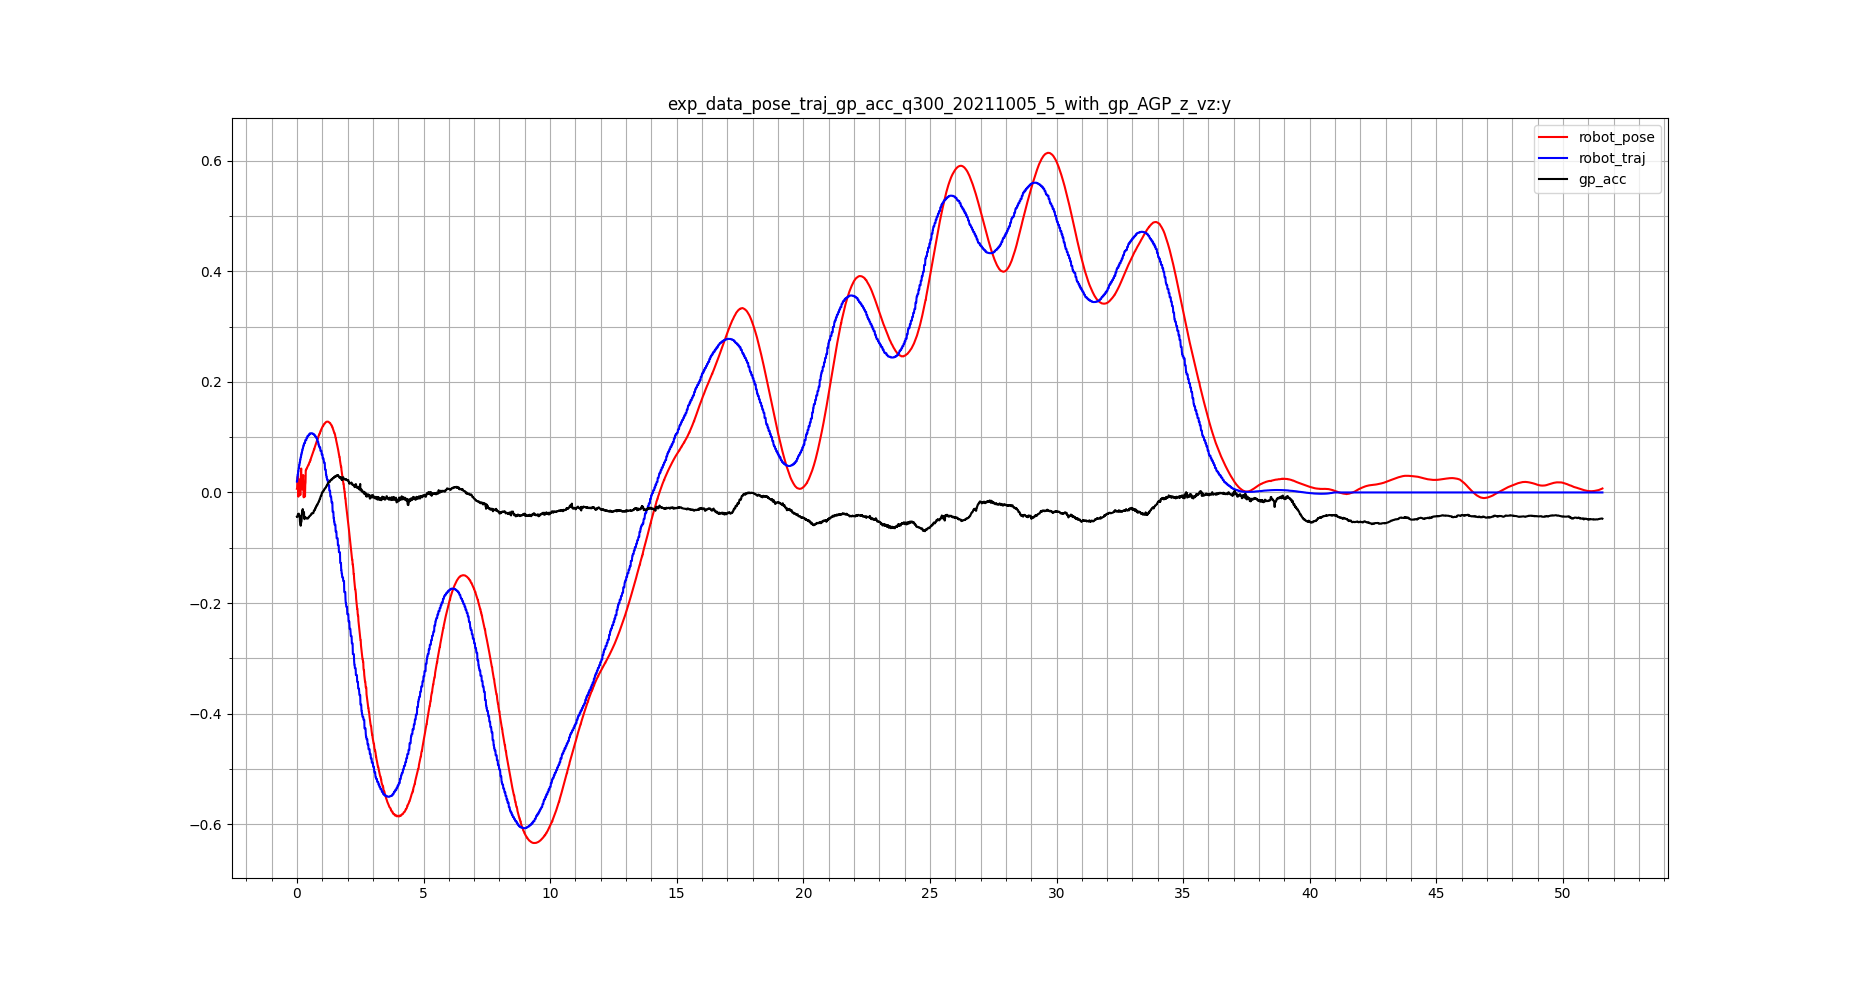 exp_data_pose_traj_gp_acc_q300_20211005_5_with_gp_AGP_z_vz:y
robot_pose
robot_traj
gp_acc
0.6
0.4
0.2
0.0
−0.2
−0.4
−0.6
0 5 10 15 20 25 30 35 40 45 50